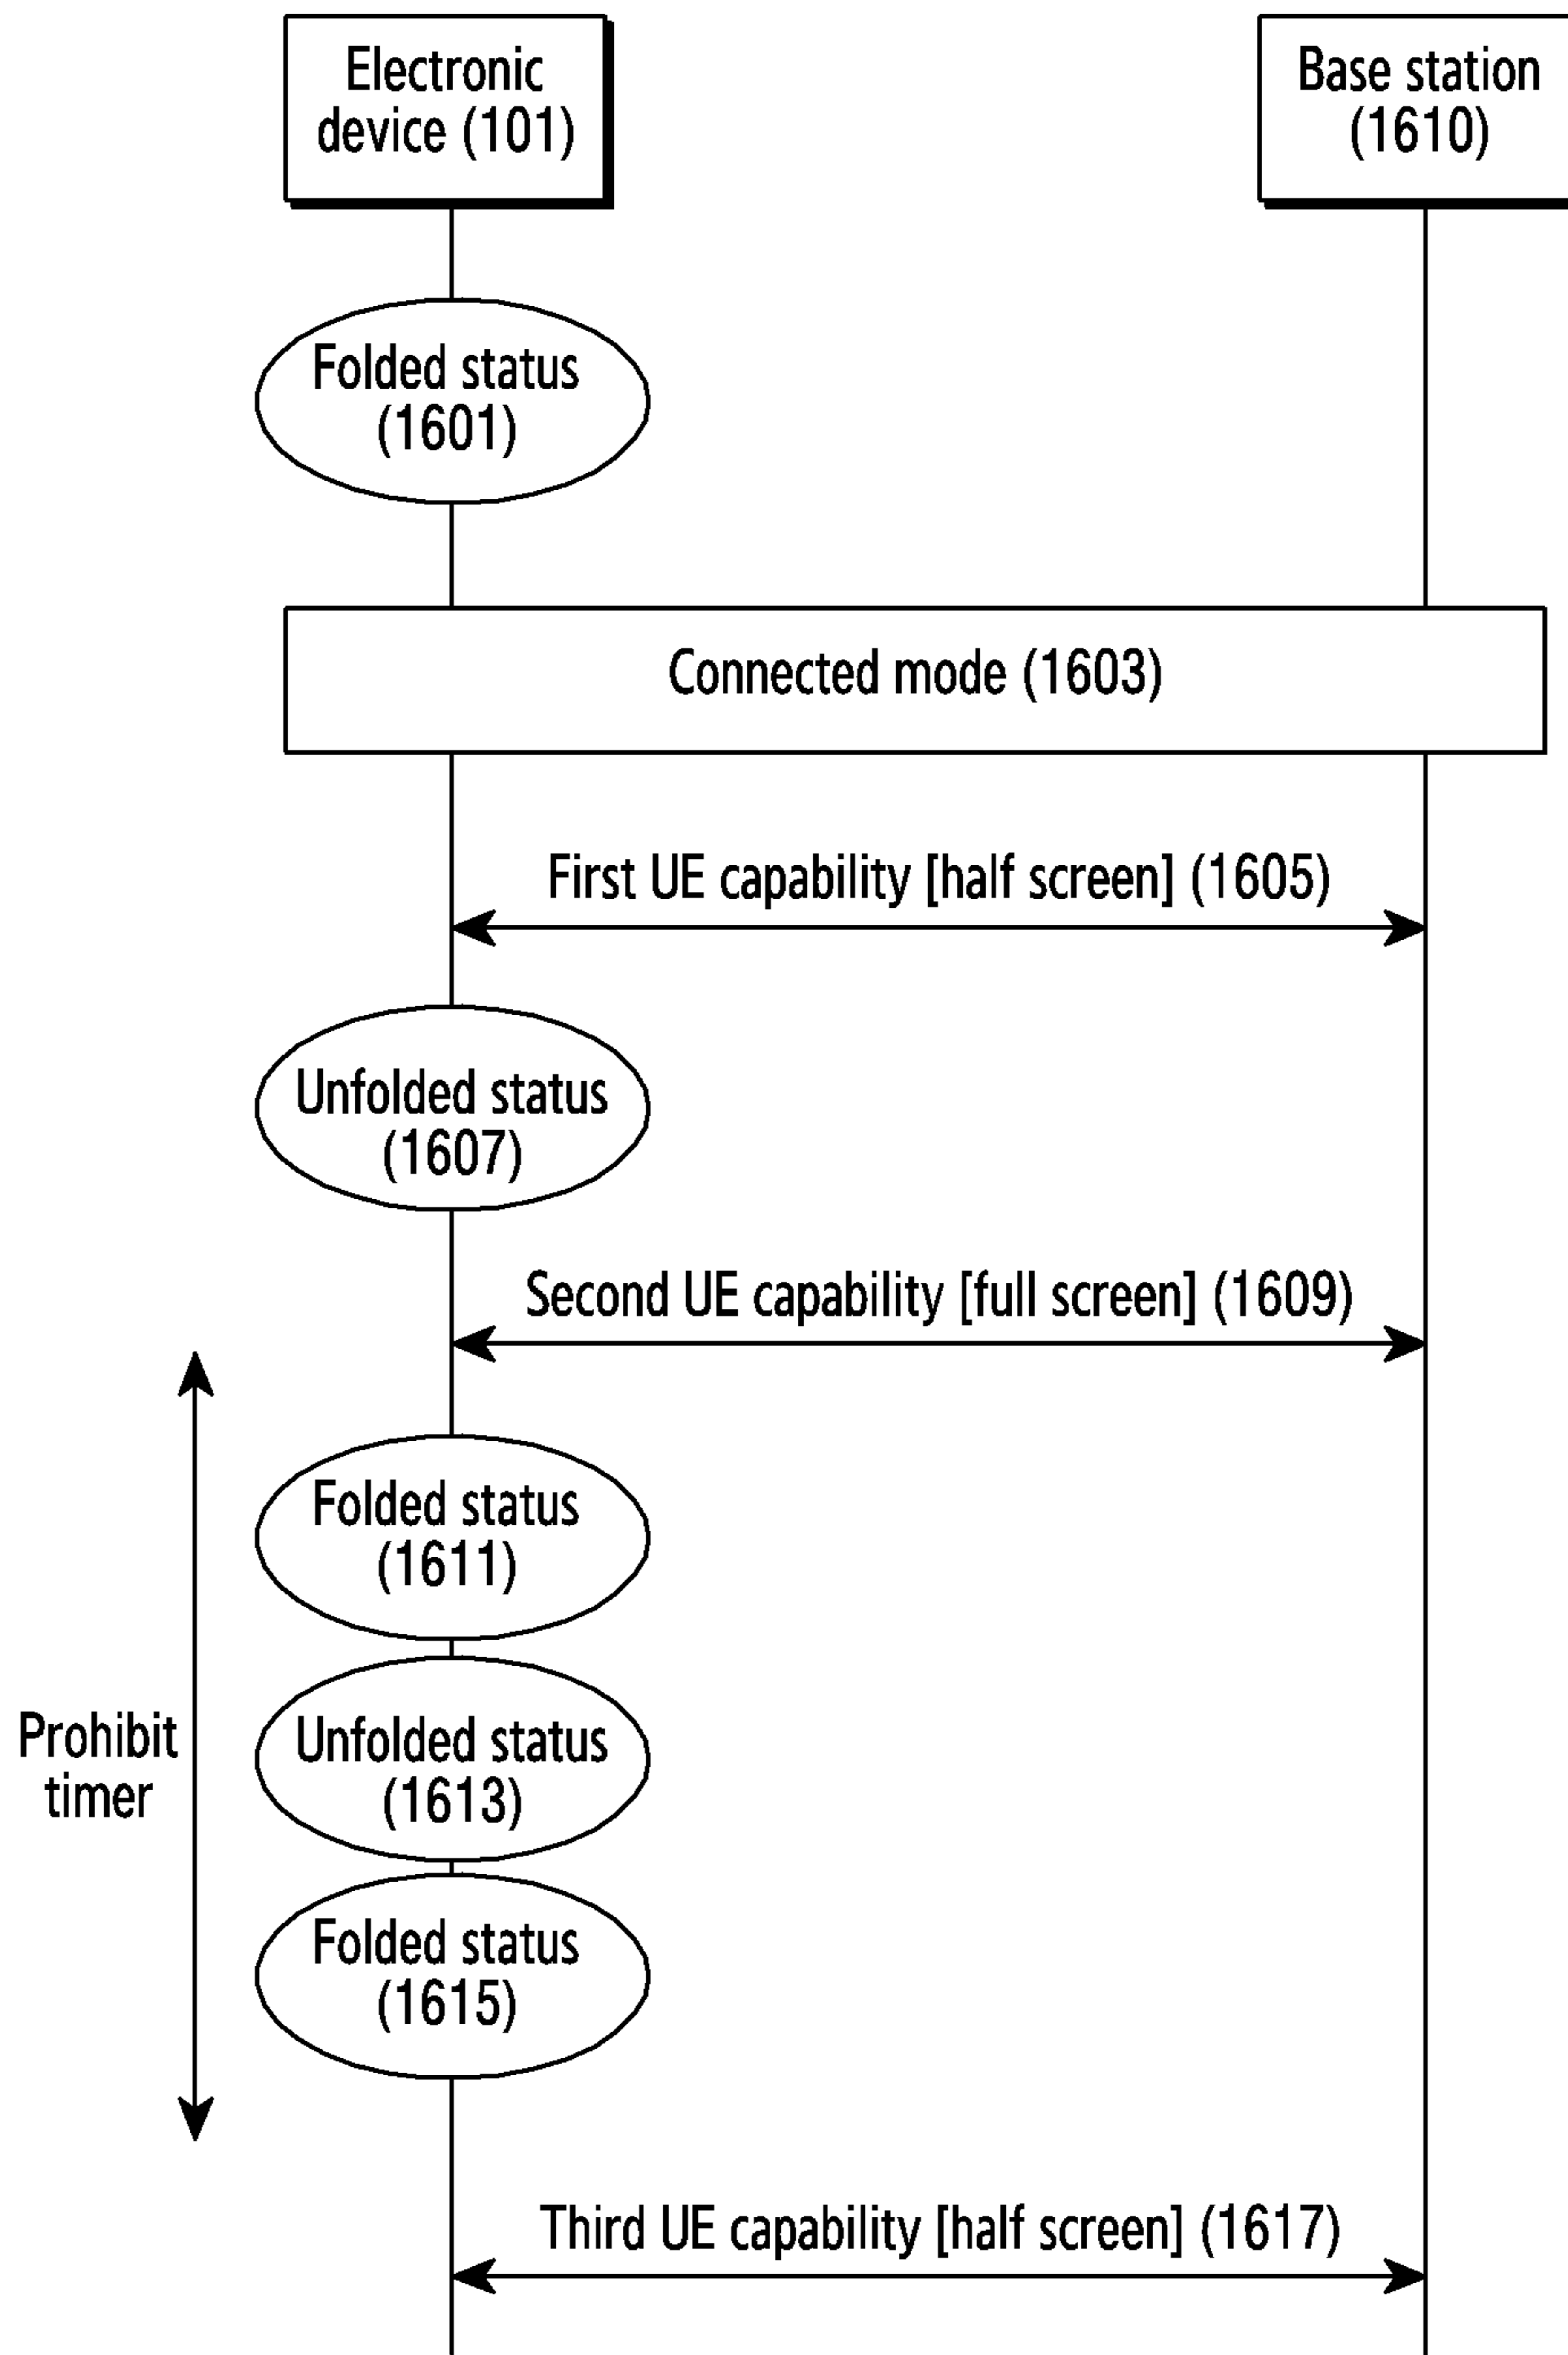 Electronic
device (101)
Base station
(1610)
Folded status
(1601)
Connected mode (1603)
First UE capability [half screen] (1605)
Unfolded status
(1607)
Second UE capability [full screen] (1609)
Folded status
(1611)
Prohibit
timer
Unfolded status
(1613)
Folded status
(1615)
Third UE capability [half screen] (1617)